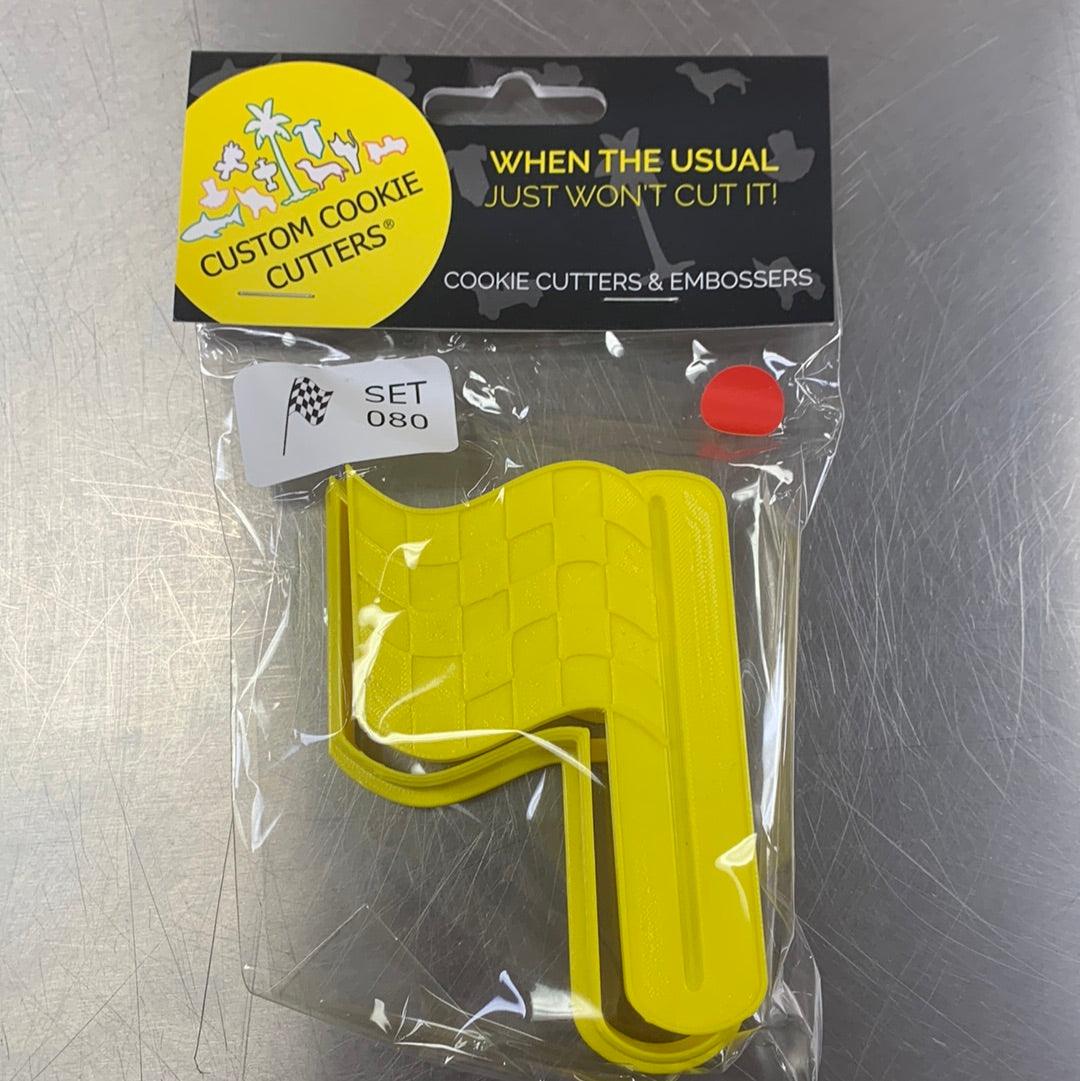 CUSTOM COOKIE
CUTTERS®
WHEN THE USUAL
JUST WON'T CUT IT!
COOKIE CUTTERS & EMBOSSERS
SET
080